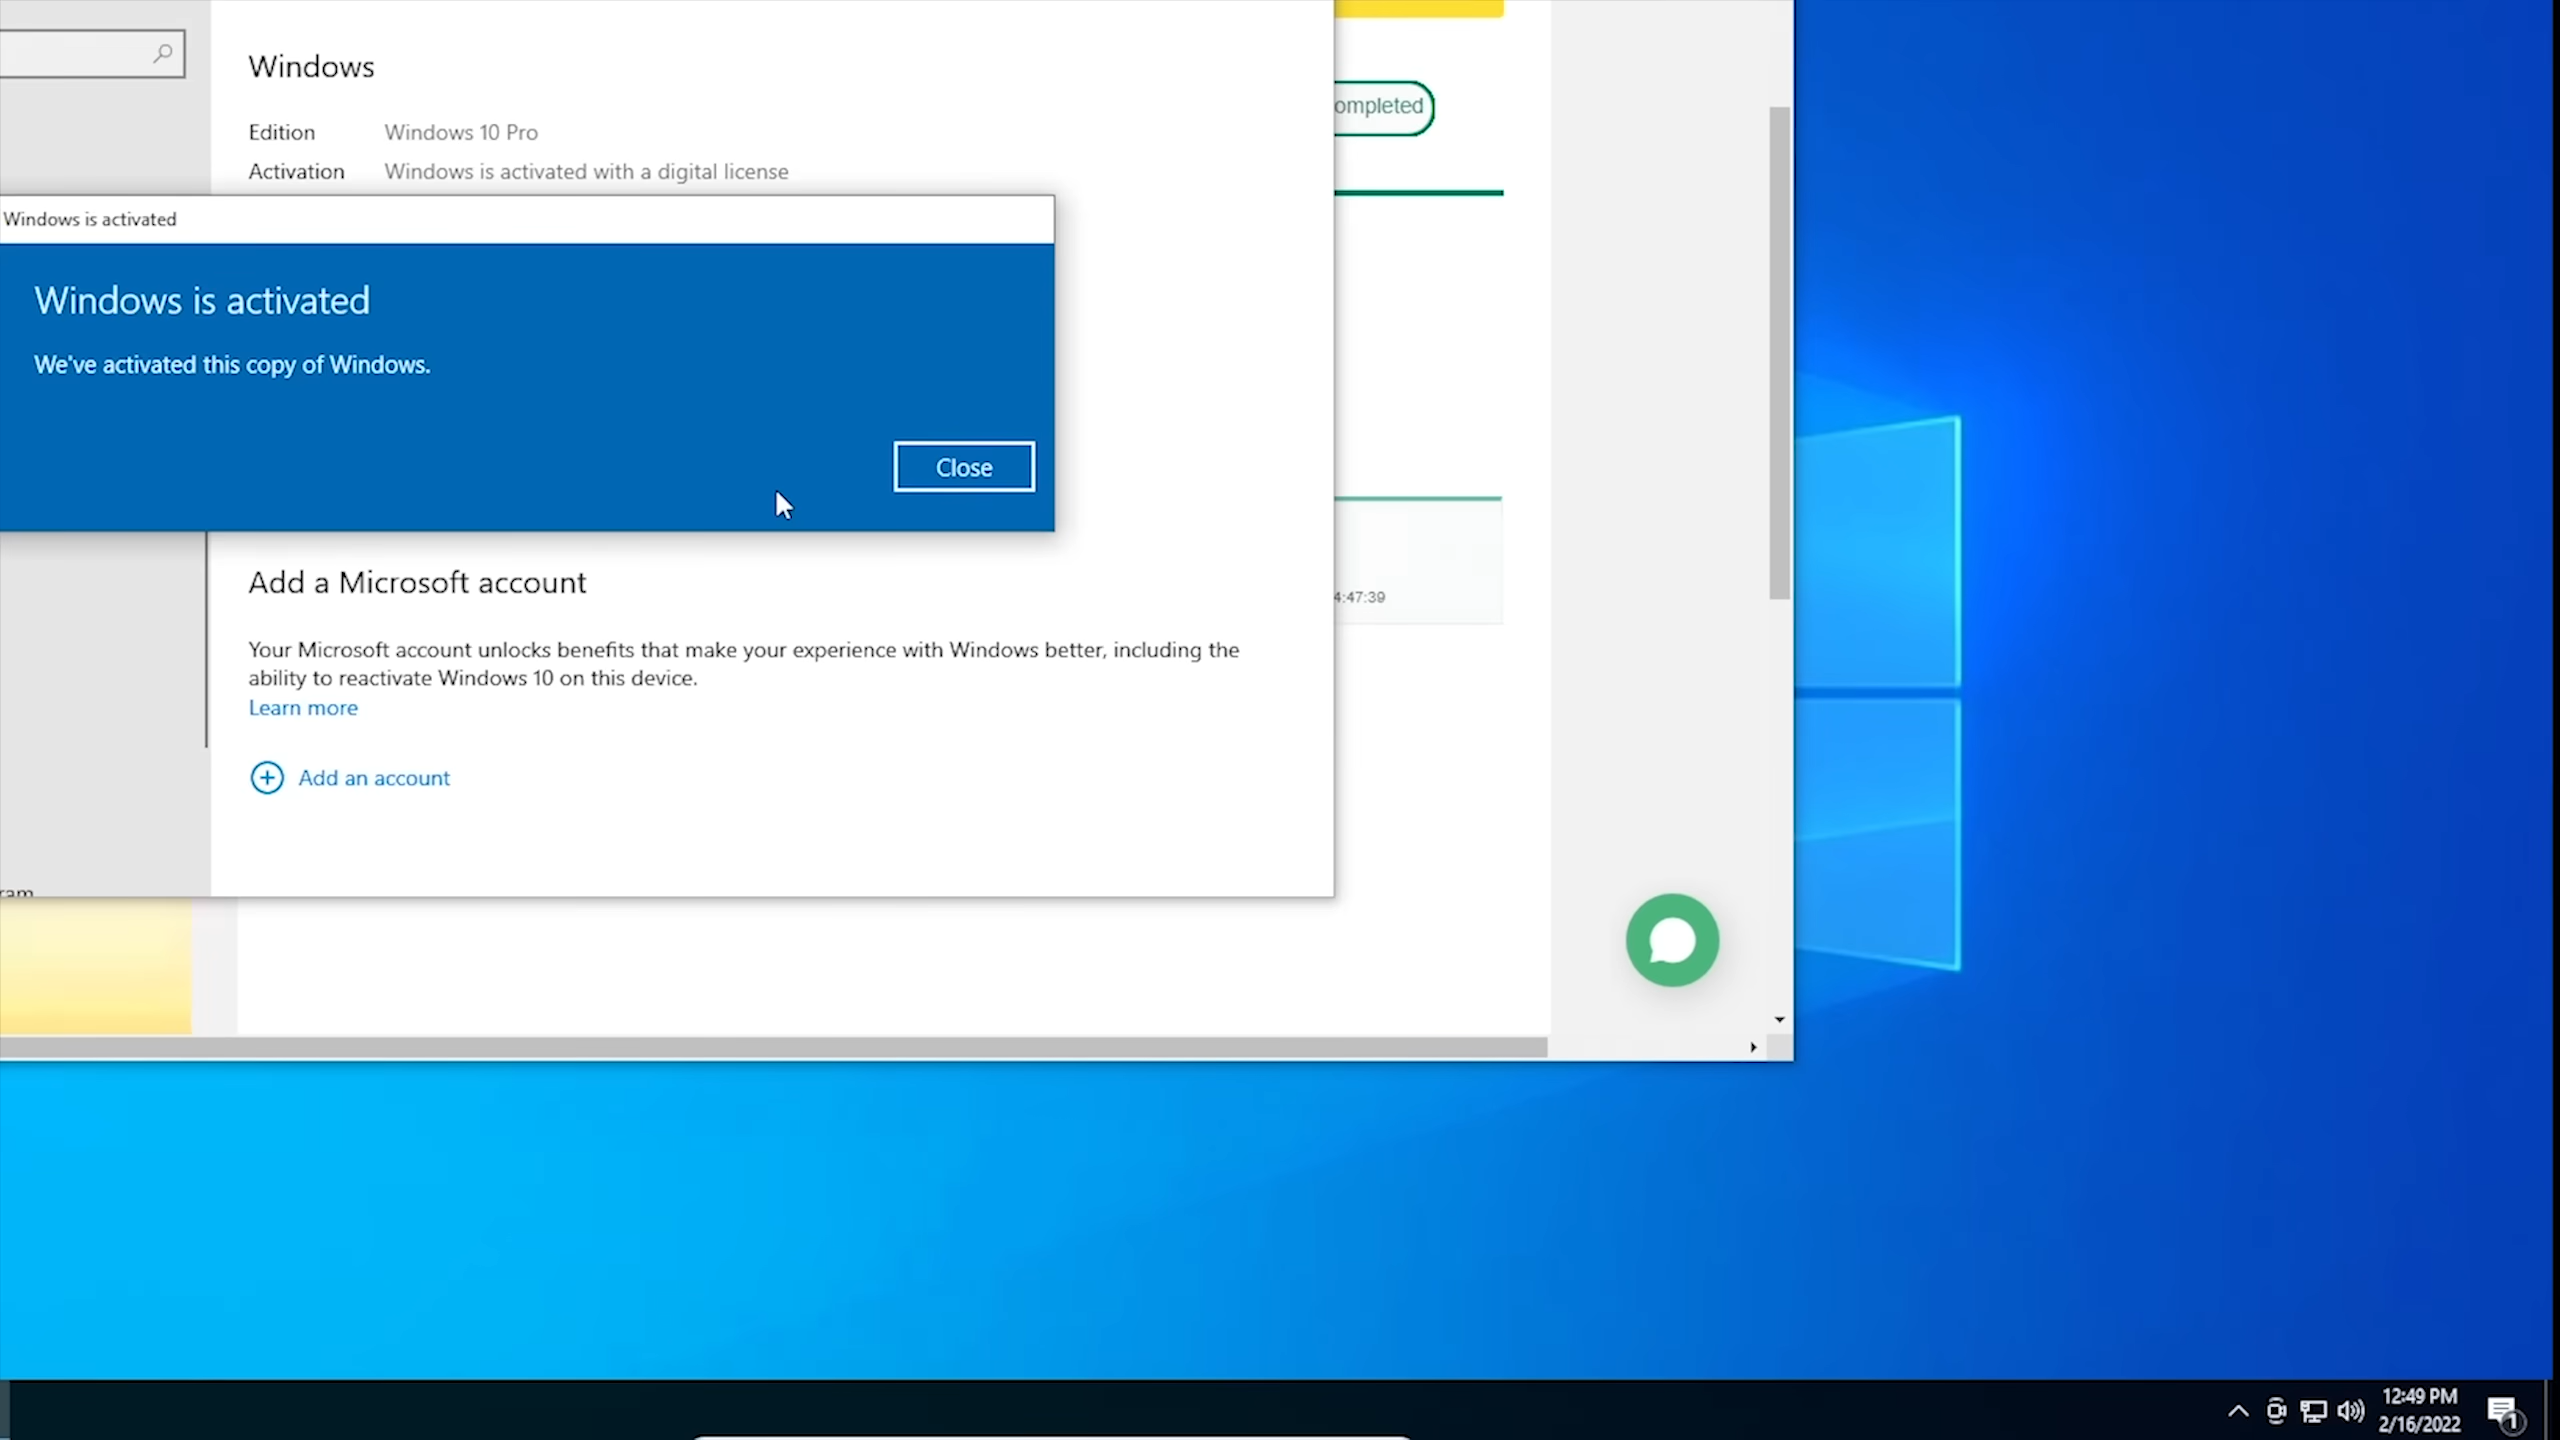 Windows
ompleted
Edition Windows 10 Pro
Activation Windows is activated with a digital license
Windows is activated
Windows is activated
We've activated this copy of Windows.
Close
Add a Microsoft account
4:47:39
Your Microsoft account unlocks benefits that make your experience with Windows better, including the
ability to reactivate Windows 10 on this device.
Learn more
Add an account
ram
12:49 PM
2/16/2022
1